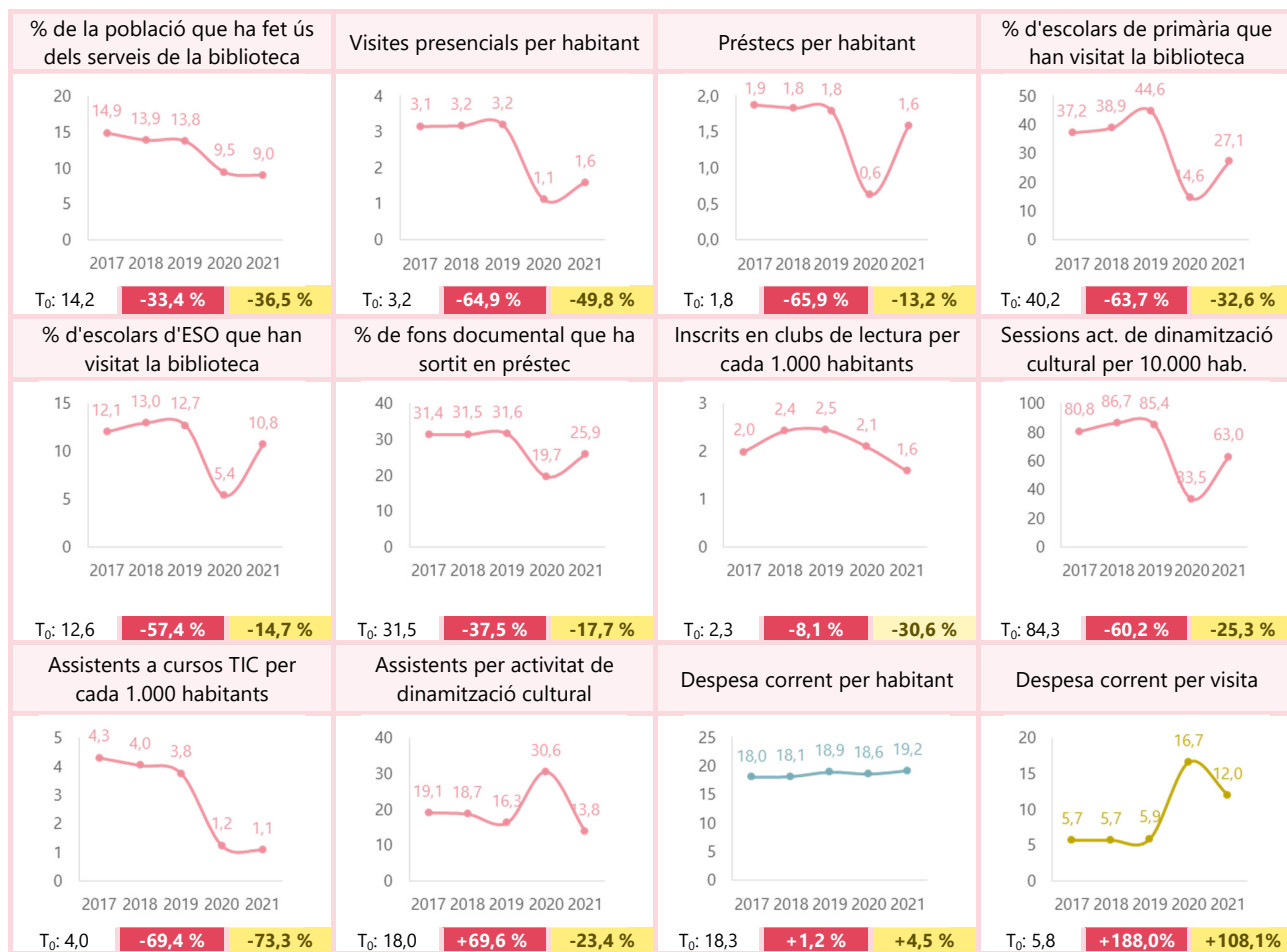 % de la població que ha fet ús
dels serveis de la biblioteca
Visites presencials per habitant
Préstecs per habitant
% d'escolars de primària que
han visitat la biblioteca
20
15
10
5
0
14,9
13,9
13,8
9,5
9,0
2017 2018 2019 2020 2021
4
3
2
1
0
3,1
3,2
3,2
1,1
1,6
2017 2018 2019 2020 2021
2,0
1,5
1,0
0,5
0,0
1,9
1,8
1,8
0,6
1,6
2017 2018 2019 2020 2021
50
40
30
20
10
0
37,2
38,9
44,6
14,6
27,1
2017 2018 2019 2020 2021
T₀: 14,2 -33,4 % -36,5 %
T₀: 3,2 -64,9 % -49,8 %
T₀: 1,8 -65,9 % -13,2 %
T₀: 40,2 -63,7 % -32,6 %
% d'escolars d'ESO que han
visitat la biblioteca
% de fons documental que ha
sortit en préstec
Inscrits en clubs de lectura per
cada 1.000 habitants
Sessions act. de dinamització
cultural per 10.000 hab.
15
10
5
0
12,1
13,0
12,7
5,4
10,8
2017 2018 2019 2020 2021
40
30
20
10
0
31,4
31,5
31,6
19,7
25,9
2017 2018 2019 2020 2021
3
2
1
0
2,0
2,4
2,5
2,1
1,6
2017 2018 2019 2020 2021
100
80
60
40
20
0
80,8
86,7
85,4
33,5
63,0
2017 2018 2019 2020 2021
T₀: 12,6 -57,4 % -14,7 %
T₀: 31,5 -37,5 % -17,7 %
T₀: 2,3 -8,1 % -30,6 %
T₀: 84,3 -60,2 % -25,3 %
Assistents a cursos TIC per
cada 1.000 habitants
Assistents per activitat de
dinamització cultural
Despesa corrent per habitant
Despesa corrent per visita
5
4
3
2
1
0
4,3
4,0
3,8
1,2
1,1
2017 2018 2019 2020 2021
40
30
20
10
0
19,1
18,7
16,3
30,6
13,8
2017 2018 2019 2020 2021
25
20
15
10
5
0
18,0
18,1
18,9
18,6
19,2
2017 2018 2019 2020 2021
20
15
10
5
0
5,7
5,7
5,9
16,7
12,0
2017 2018 2019 2020 2021
T₀: 4,0 -69,4 % -73,3 %
T₀: 18,0 +69,6 % -23,4 %
T₀: 18,3 +1,2 % +4,5 %
T₀: 5,8 +188,0% +108,1%